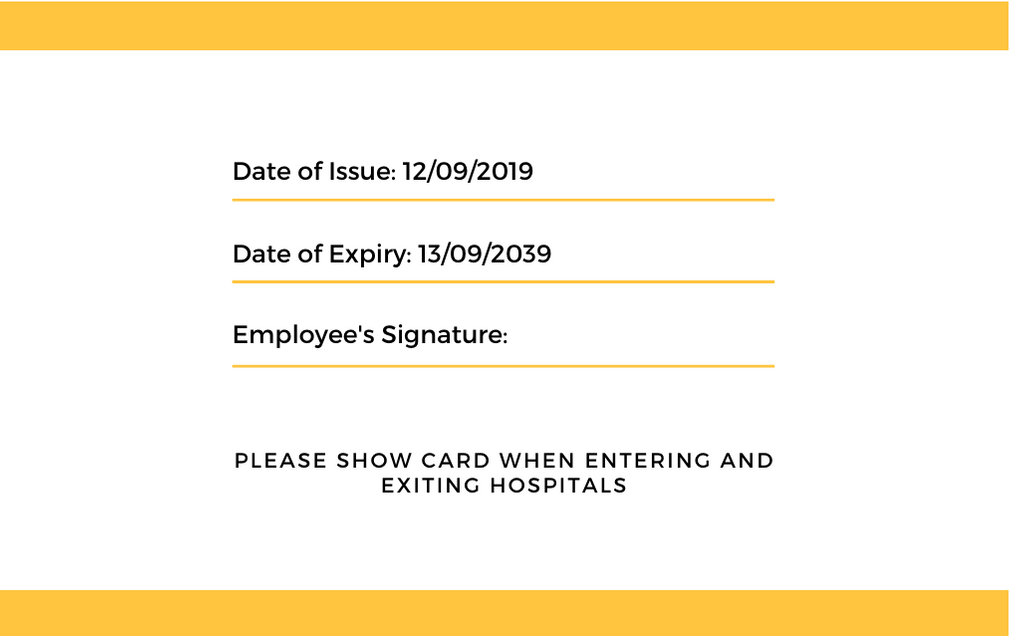 Date of Issue: 12/09/2019
Date of Expiry: 13/09/2039
Employee's Signature:
PLEASE SHOW CARD WHEN ENTERING AND
EXITING HOSPITALS